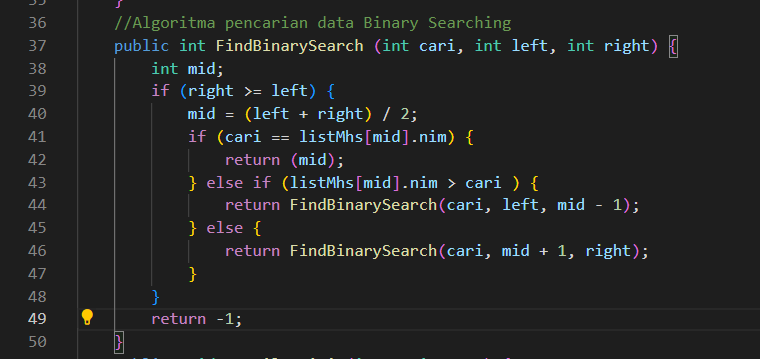 36 //Algoritma pencarian data Binary Searching
37 public int FindBinarySearch (int cari, int left, int right) {
38 int mid;
39 if (right >= left) {
40 mid = (left + right) / 2;
41 if (cari == listMhs[mid].nim) {
42 return (mid);
43 } else if (listMhs[mid].nim > cari ) {
44 return FindBinarySearch(cari, left, mid - 1);
45 } else {
46 return FindBinarySearch(cari, mid + 1, right);
47 }
48 }
49 return -1;
50 }